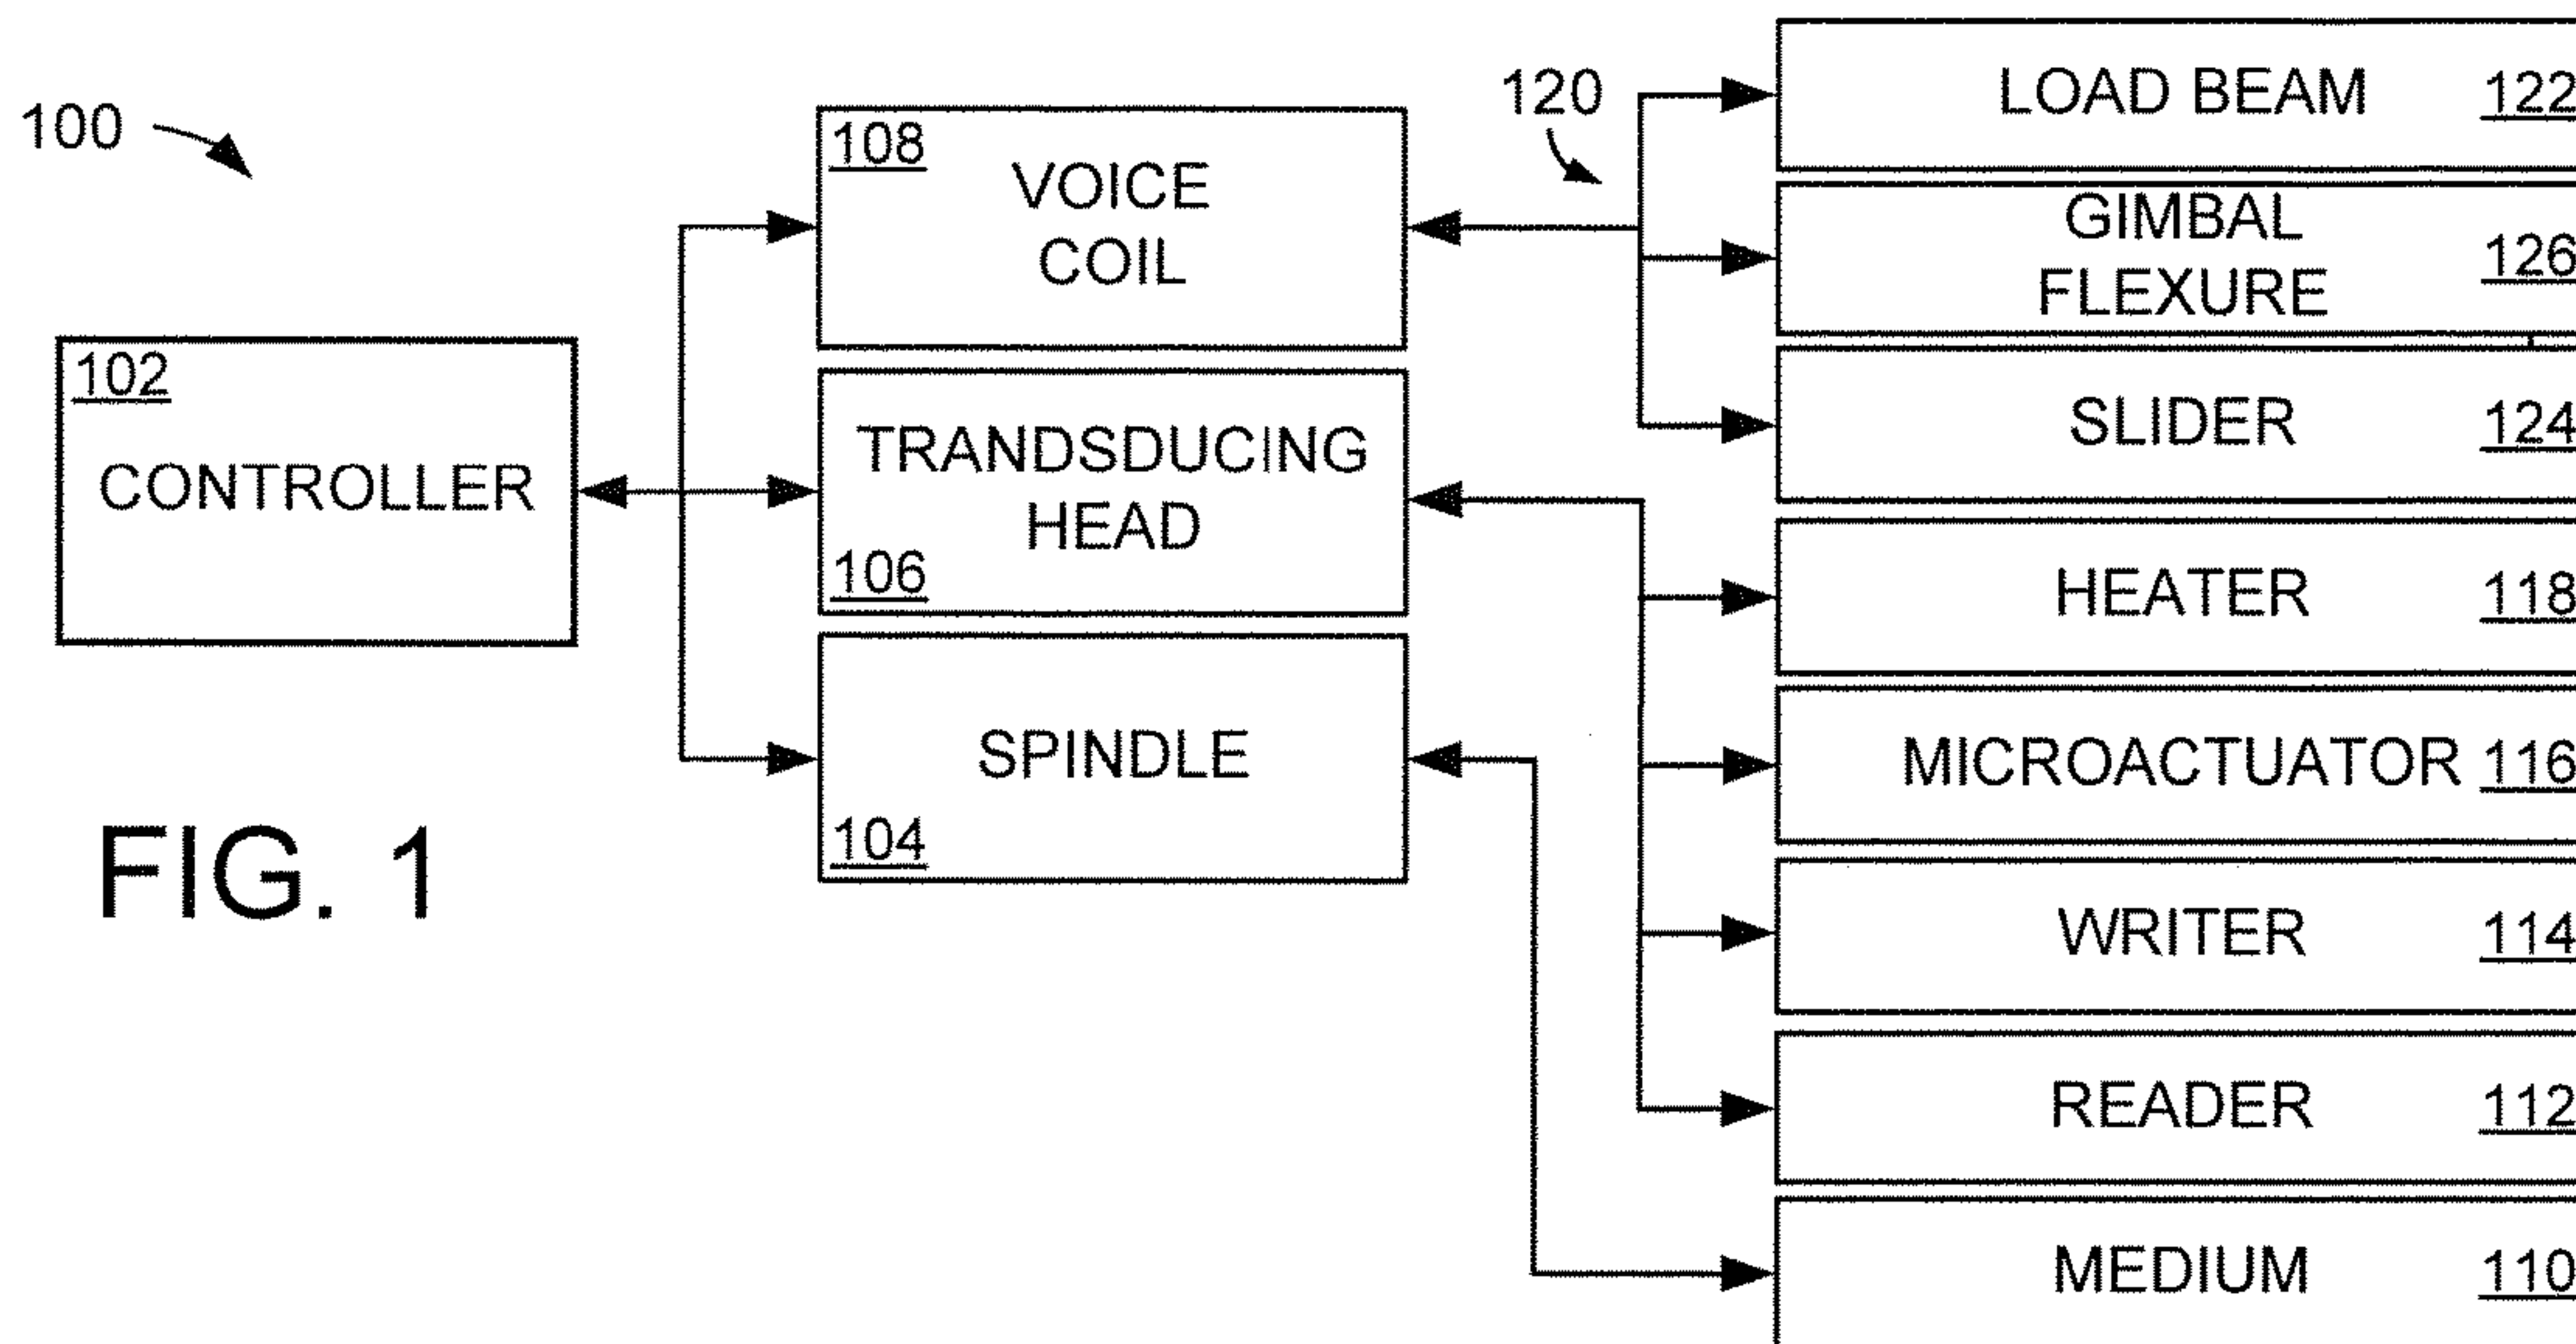 100
102
CONTROLLER
FIG. 1
108
VOICE
COIL
TRANDSDUCING
HEAD
106
SPINDLE
104
120
LOAD BEAM 122
GIMBAL
FLEXURE 126
SLIDER 124
HEATER 118
MICROACTUATOR 116
WRITER 114
READER 112
MEDIUM 110